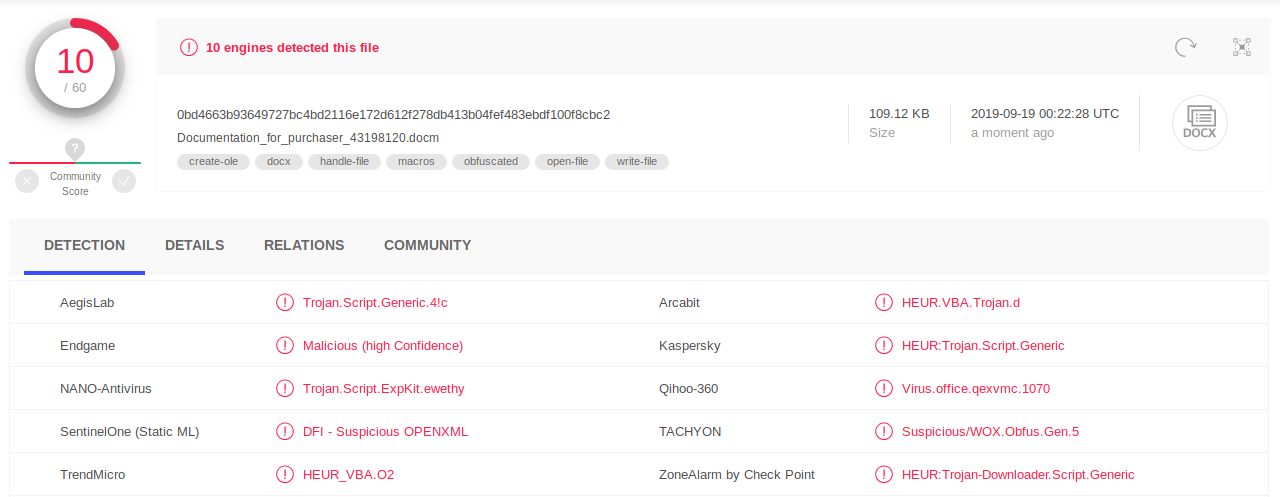 10
/ 60
?
Community
Score
10 engines detected this file
0bd4663b93649727bc4bd2116e172d612f278db413b04fef483ebdf100f8cbc2
Documentation_for_purchaser_43198120.docm
create-ole docx handle-file macros obfuscated open-file write-file
109.12 KB
Size
2019-09-19 00:22:28 UTC
a moment ago
DOCX
DETECTION DETAILS RELATIONS COMMUNITY
AegisLab Trojan.Script.Generic.4!c Arcabit HEUR.VBA.Trojan.d
Endgame Malicious (high Confidence) Kaspersky HEUR:Trojan.Script.Generic
NANO-Antivirus Trojan.Script.ExpKit.ewethy Qihoo-360 Virus.office.qexvmc.1070
SentinelOne (Static ML) DFI - Suspicious OPENXML TACHYON Suspicious/WOX.Obfus.Gen.5
TrendMicro HEUR_VBA.O2 ZoneAlarm by Check Point HEUR:Trojan-Downloader.Script.Generic